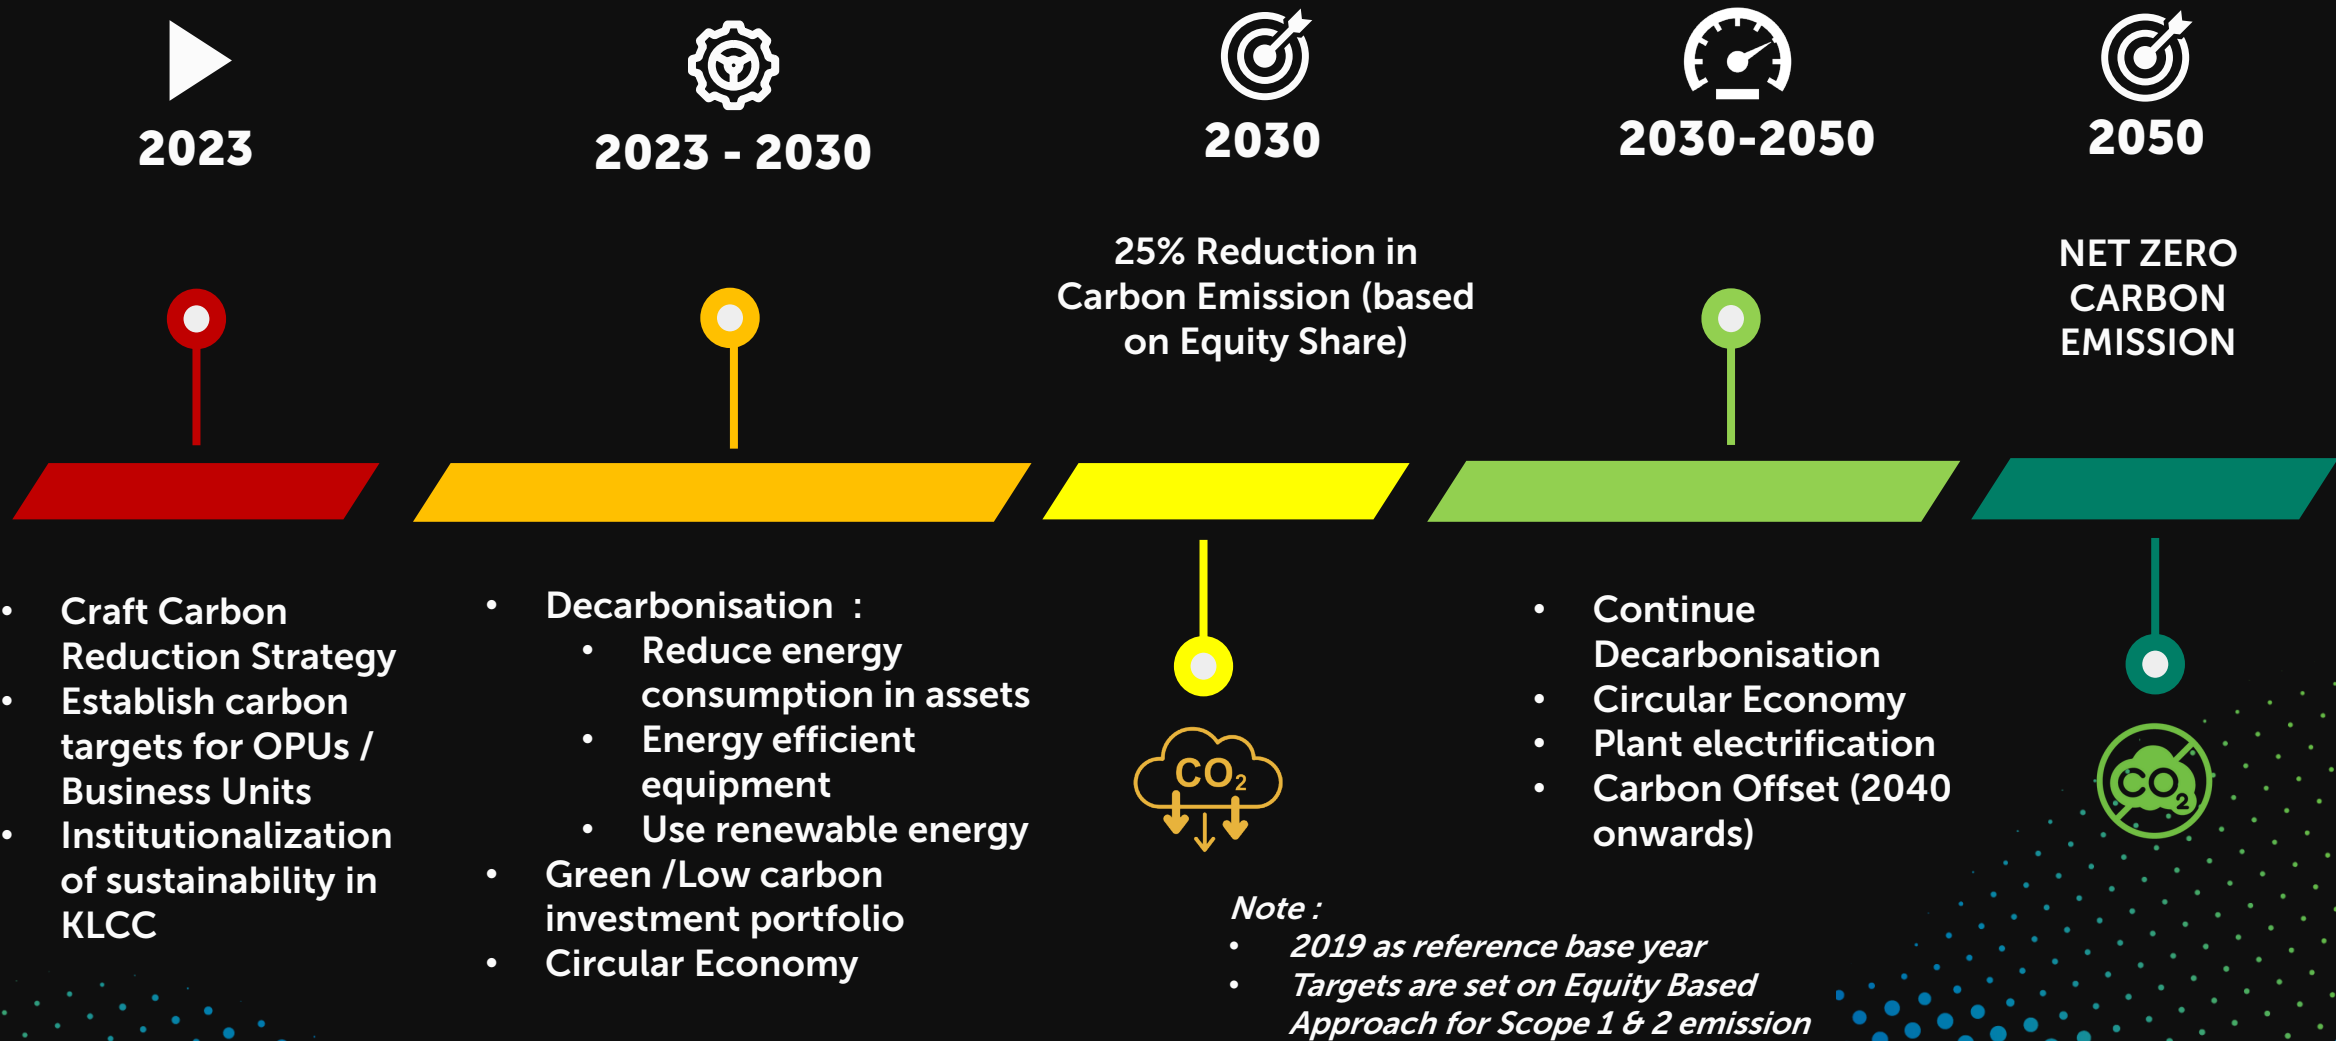 2023
2023 - 2030
2030
2030-2050
2050
25% Reduction in
Carbon Emission (based
on Equity Share)
NET ZERO
CARBON
EMISSION
• Craft Carbon
Reduction Strategy
• Establish carbon
targets for OPUs /
Business Units
• Institutionalization
of sustainability in
KLCC
• Decarbonisation :
• Reduce energy
consumption in assets
• Energy efficient
equipment
• Use renewable energy
• Green /Low carbon
investment portfolio
• Circular Economy
CO₂
• Continue
Decarbonisation
• Circular Economy
• Plant electrification
• Carbon Offset (2040
onwards)
CO₂
Note :
• 2019 as reference base year
• Targets are set on Equity Based
Approach for Scope 1 & 2 emission